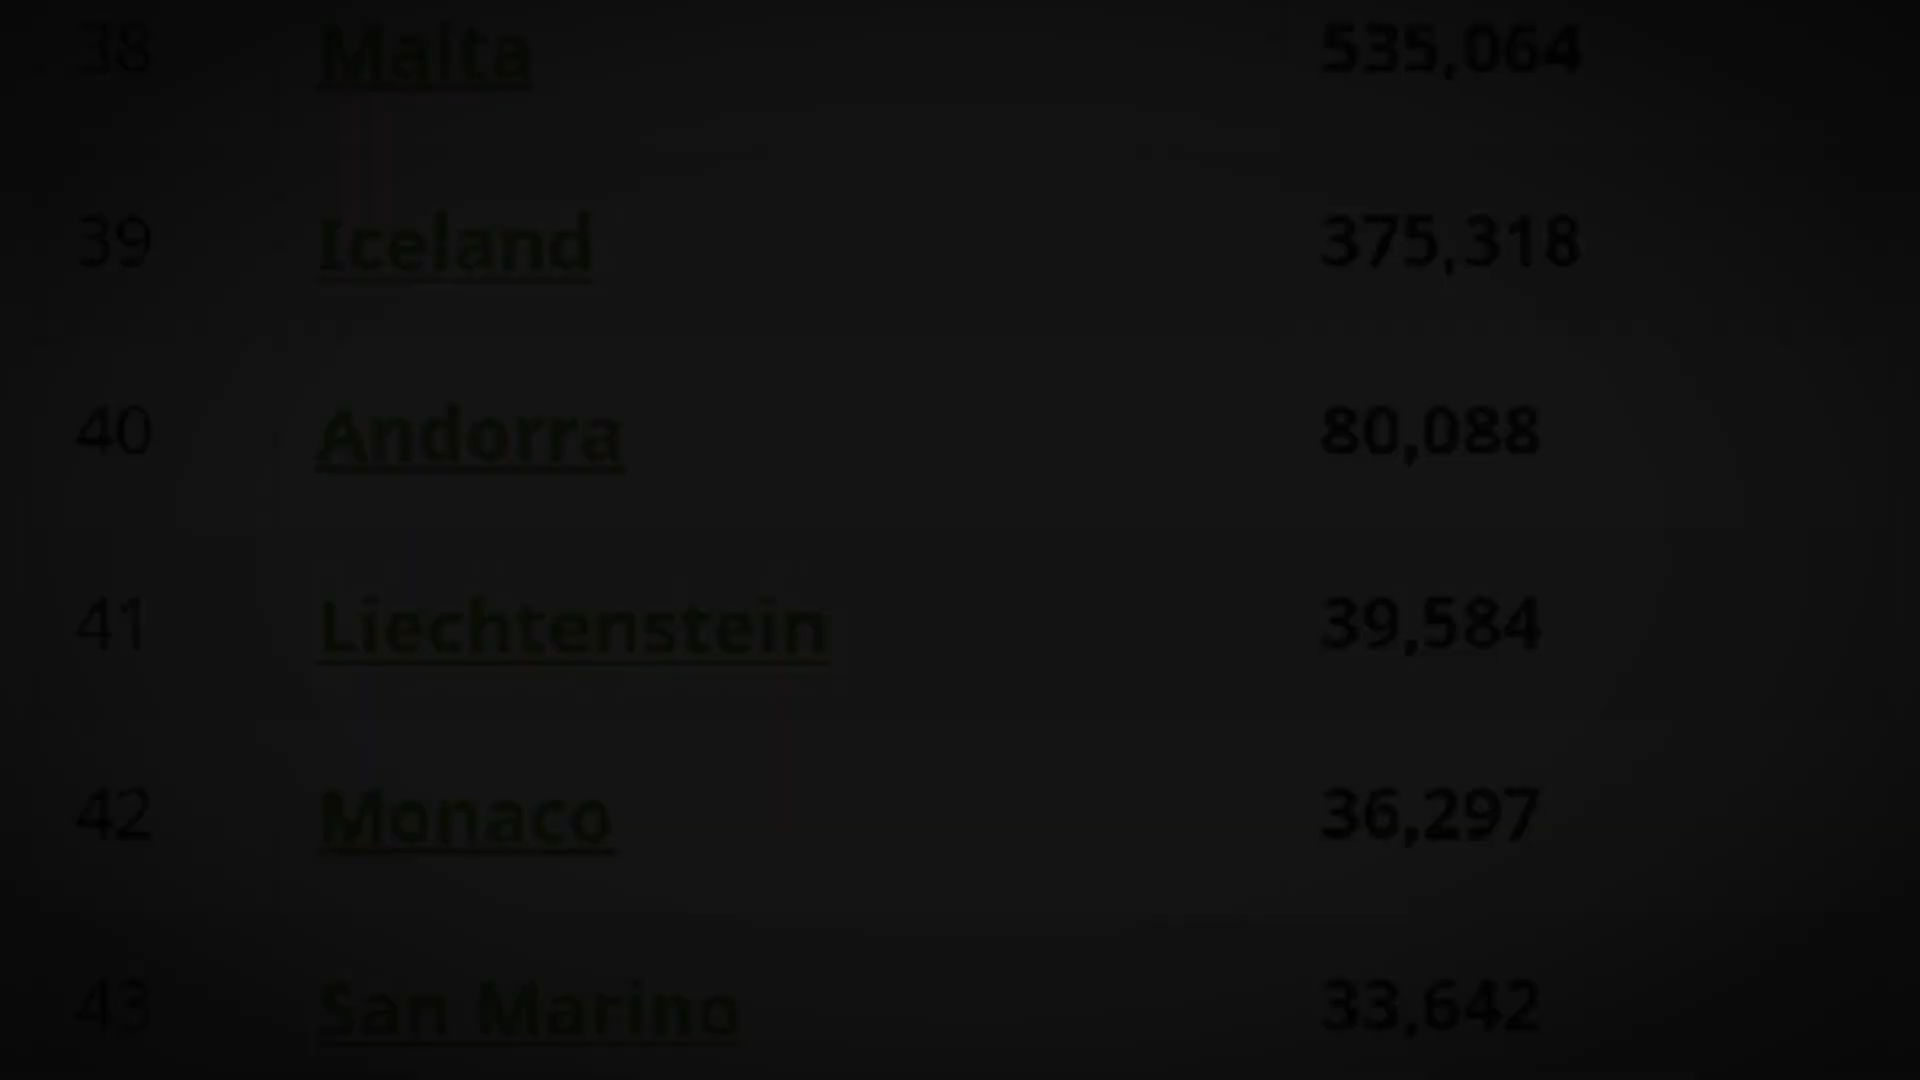 38 Malta 535,064
39 Iceland 375,318
40 Andorra 80,088
41 Liechtenstein 39,584
42 Monaco 36,297
43 San Marino 33,642